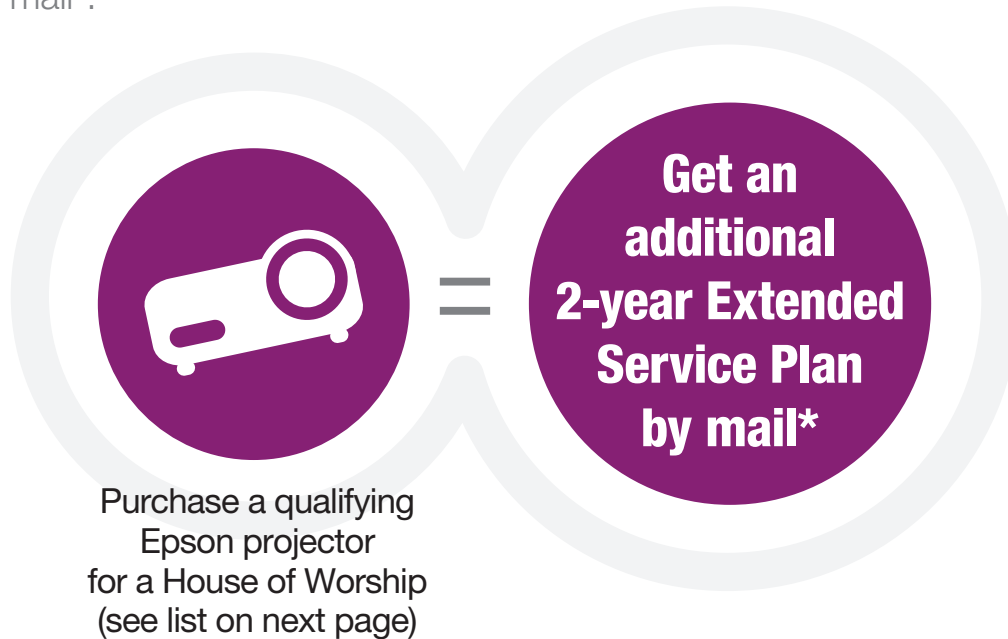 mail*.
Get an
additional
2-year Extended
Service Plan
by mail*
=
Purchase a qualifying
Epson projector
for a House of Worship
(see list on next page)